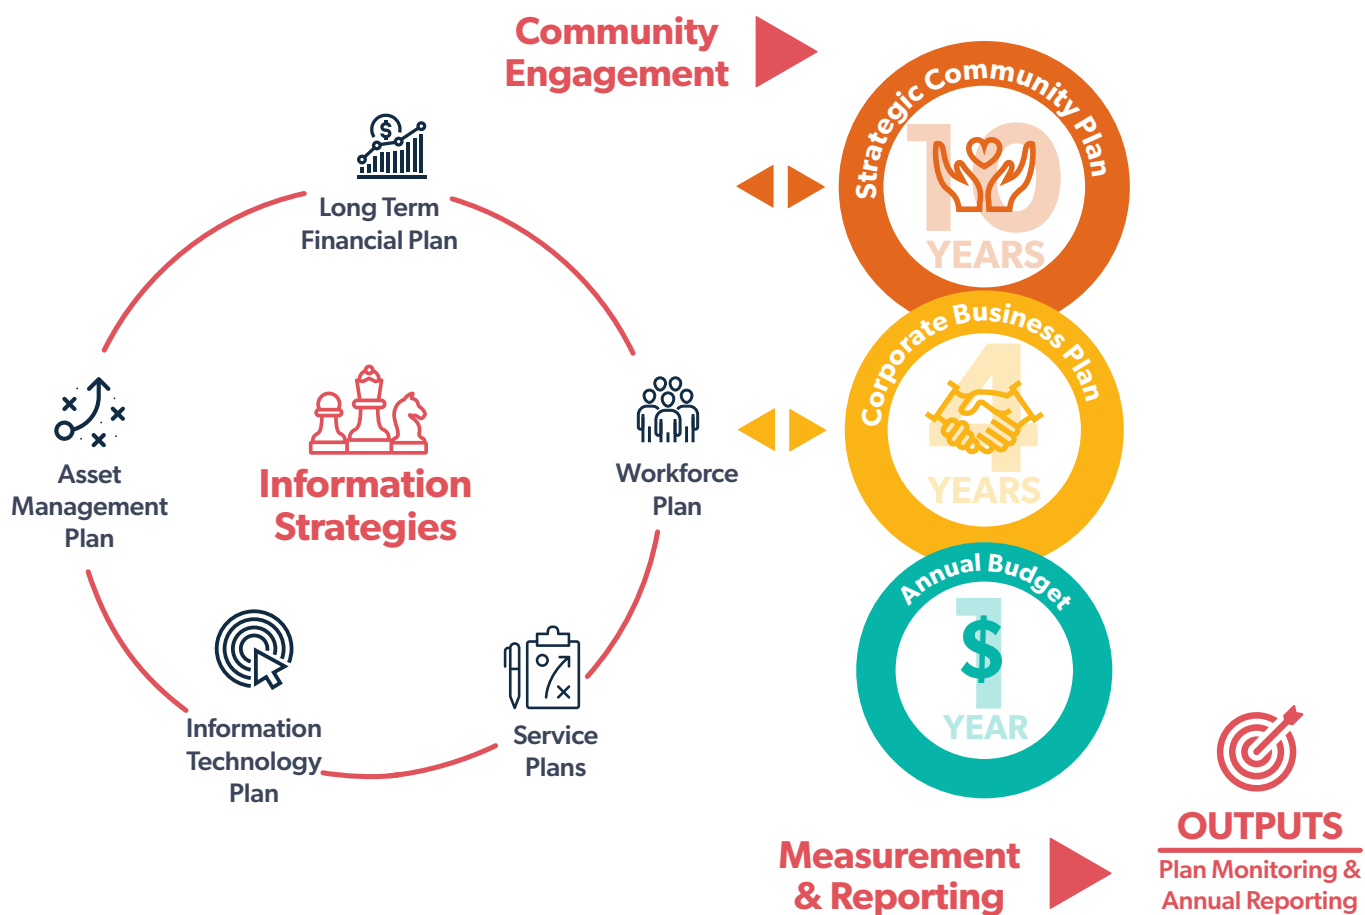 Community
Engagement
Strategic Community Plan
10
YEARS
$
Long Term
Financial Plan
Corporate Business Plan
4
YEARS
Information
Strategies
Asset
Management
Plan
Workforce
Plan
Annual Budget
1
$
YEAR
Information
Technology
Plan
Service
Plans
Measurement
& Reporting
OUTPUTS
Plan Monitoring &
Annual Reporting